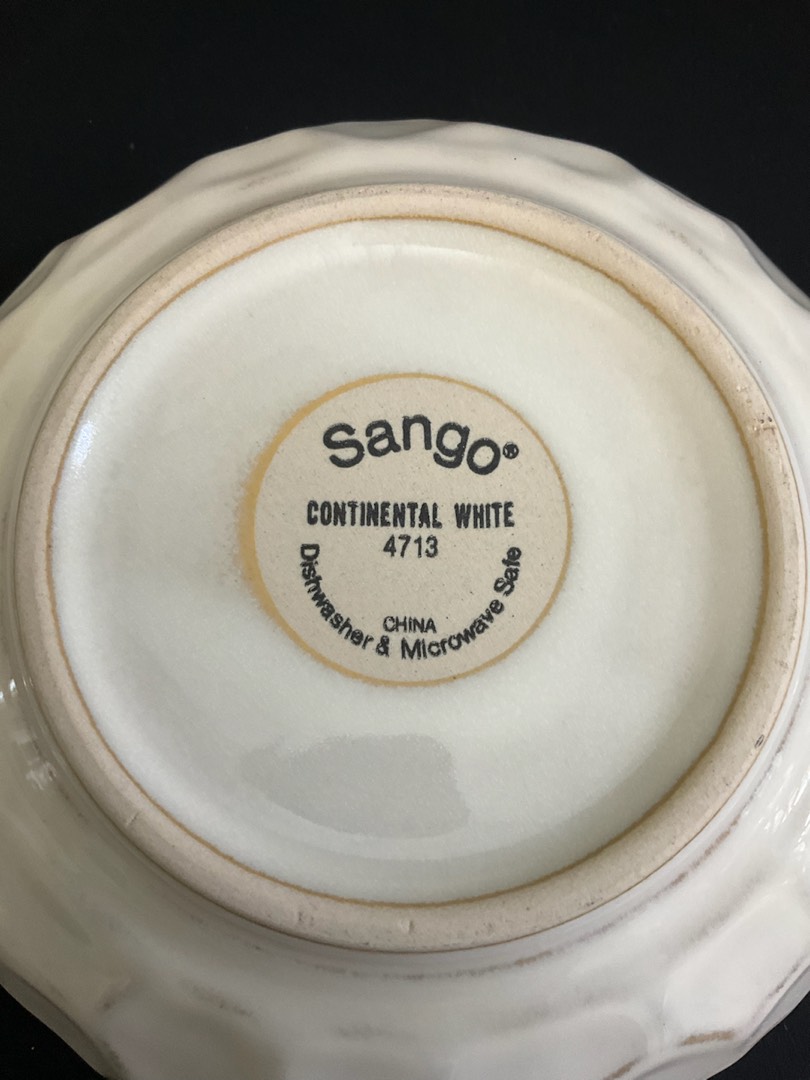 Sango®
CONTINENTAL WHITE
4713
CHINA
Dishwasher & Microwave Safe